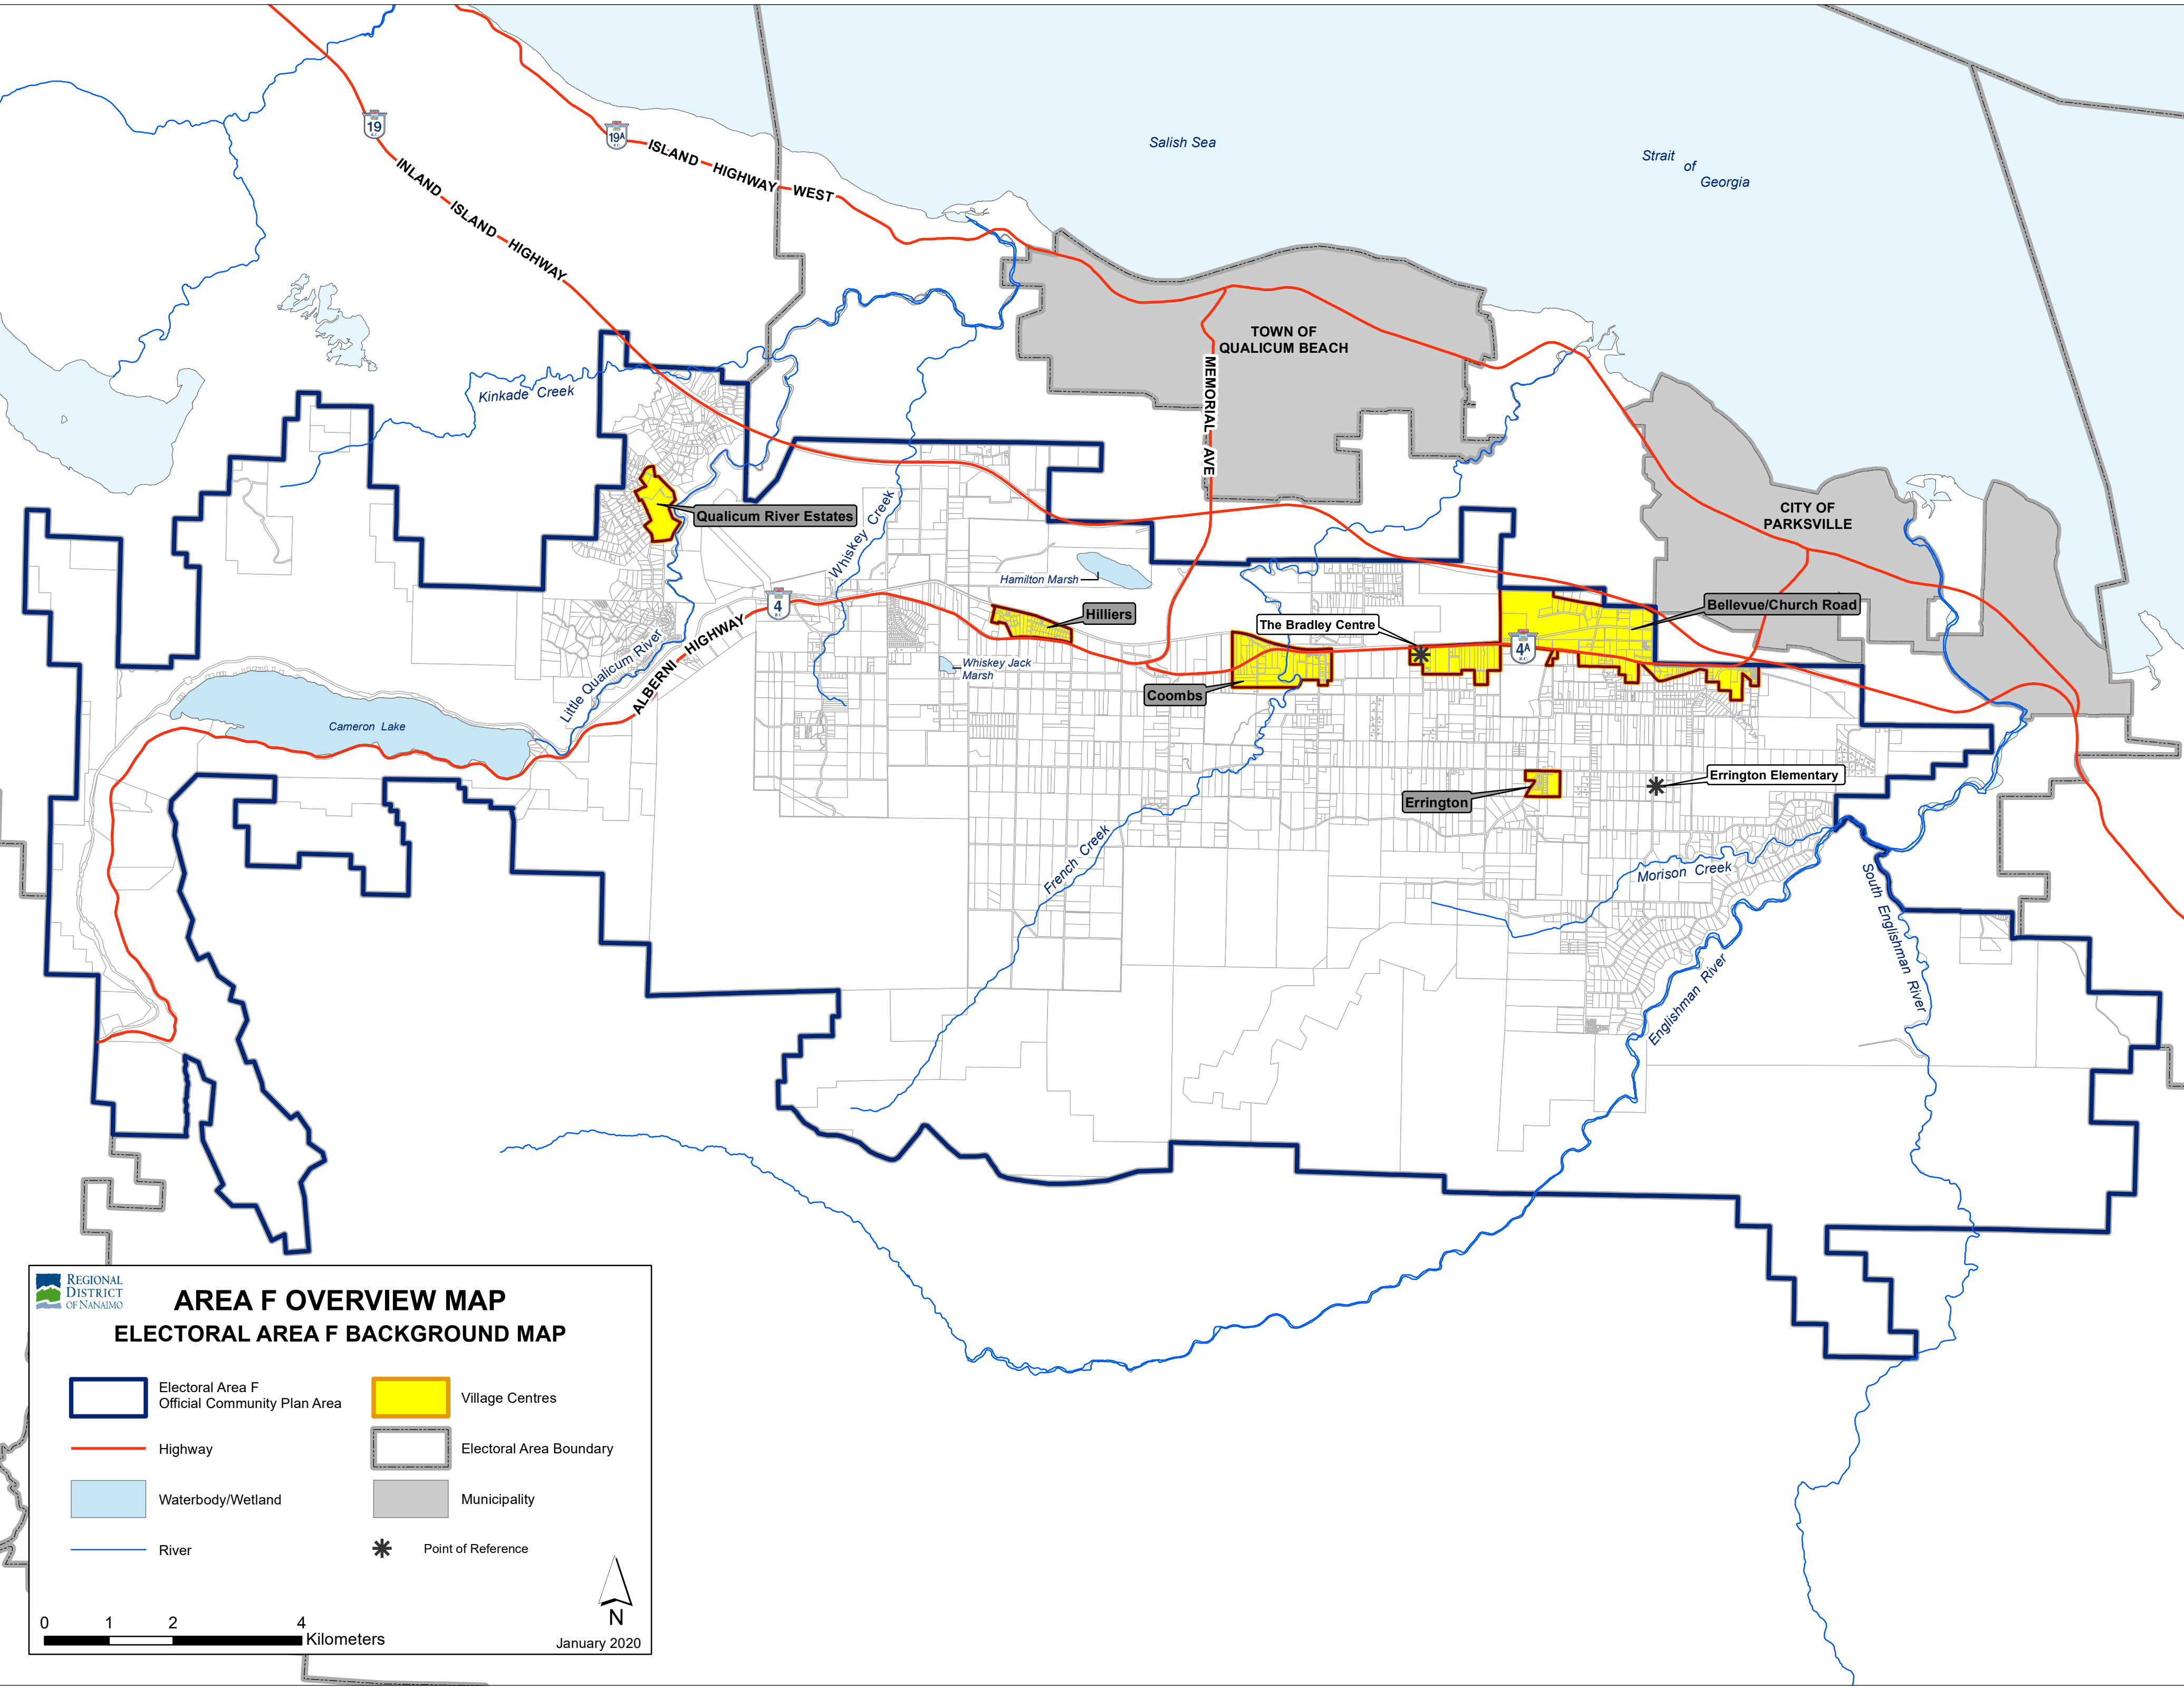 Salish Sea
Strait
of
Georgia
19
B.C.
19A
B.C.
ISLAND HIGHWAY WEST
INLAND ISLAND HIGHWAY
TOWN OF
QUALICUM BEACH
MEMORIAL AVE
Kinkade Creek
CITY OF
PARKSVILLE
Qualicum River Estates
Whiskey Creek
Hamilton Marsh
4
B.C.
Hilliers
Bellevue/Church Road
The Bradley Centre
4A
B.C.
ALBERNI HIGHWAY
Little Qualicum River
Whiskey Jack
Marsh
Coombs
Cameron Lake
Errington Elementary
Errington
French Creek
Morison Creek
South Englishman River
Englishman River
REGIONAL
DISTRICT
OF NANAIMO
AREA F OVERVIEW MAP
ELECTORAL AREA F BACKGROUND MAP
Electoral Area F
Official Community Plan Area
Village Centres
Highway
Electoral Area Boundary
Waterbody/Wetland
Municipality
River
Point of Reference
N
0 1 2 4
Kilometers
January 2020